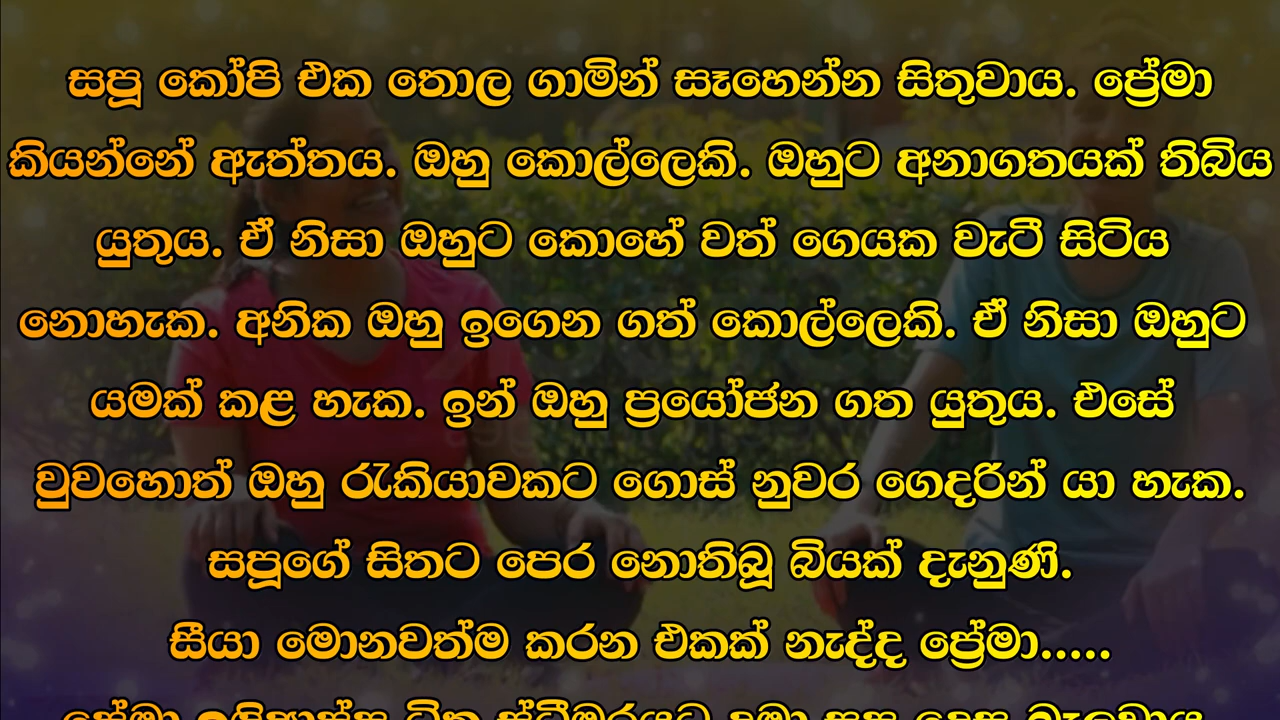 සපූ කෝපි එක තොල ගාමින් සෑහෙන්න සිතුවාය. ප්‍රේමා
කියන්නේ ඇත්තය. ඔහු කොල්ලෙකි. ඔහුට අනාගතයක් තිබිය
යුතුය. ඒ නිසා ඔහුට කොහේ වත් ගෙයක වැටී සිටිය
නොහැක. අනික ඔහු ඉගෙන ගත් කොල්ලෙකි. ඒ නිසා ඔහුට
යමක් කළ හැක. ඉන් ඔහු ප්‍රයෝජන ගත යුතුය. එසේ
වුවහොත් ඔහු රැකියාවකට ගොස් නුවර ගෙදරින් යා හැක.
සපූගේ සිතට පෙර නොතිබූ බියක් දැනුණි.
සීයා මොනවත්ම කරන එකක් නැද්ද ප්‍රේමා.....